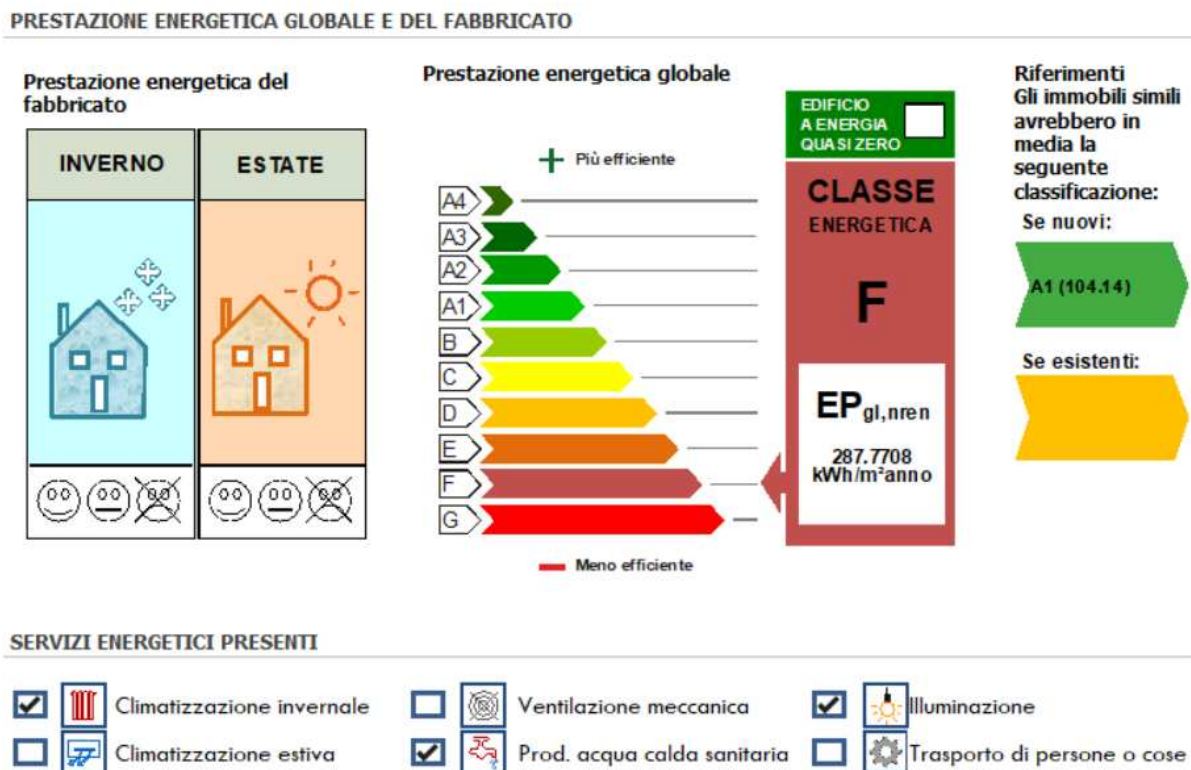 PRESTAZIONE ENERGETICA GLOBALE E DEL FABBRICATO
Prestazione energetica del
fabbricato
INVERNO
ESTATE
Prestazione energetica globale
Più efficiente
A4
A3
A2
A1
B
C
D
E
F
G
Meno efficiente
EDIFICIO
A ENERGIA
QUASI ZERO
CLASSE
ENERGETICA
F
EPgl,nren
287.7708
kWh/m²anno
Riferimenti
Gli immobili simili
avrebbero in
media la
seguente
classificazione:
Se nuovi:
A1 (104.14)
Se esistenti:
SERVIZI ENERGETICI PRESENTI
Climatizzazione invernale
Ventilazione meccanica
Illuminazione
Climatizzazione estiva
Prod. acqua calda sanitaria
Trasporto di persone o cose